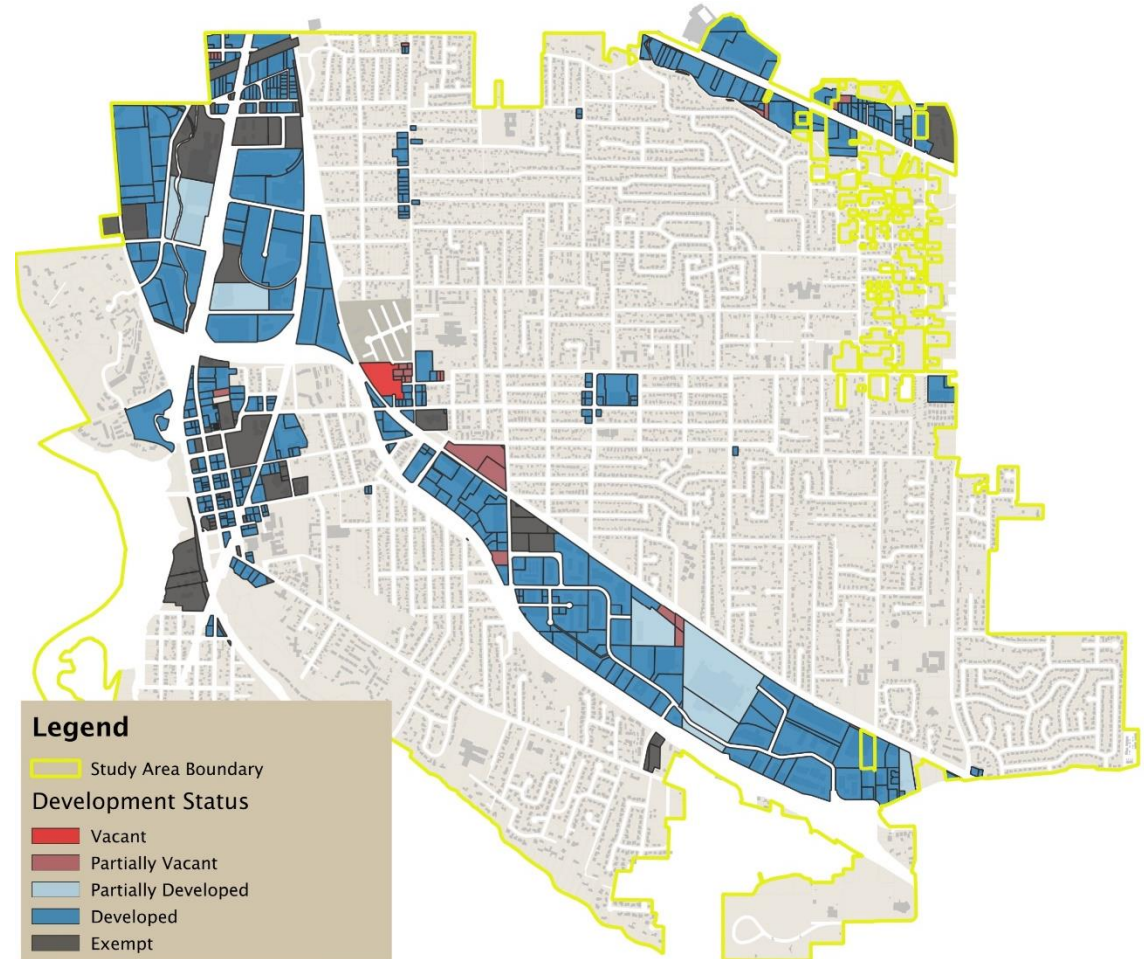 Legend
Study Area Boundary
Development Status
Vacant
Partially Vacant
Partially Developed
Developed
Exempt